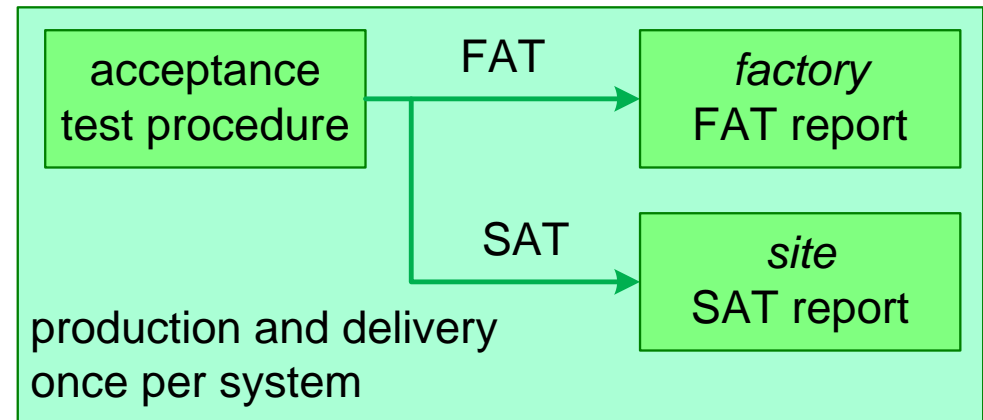 acceptance
test procedure
FAT
factory
FAT report
SAT
site
SAT report
production and delivery
once per system